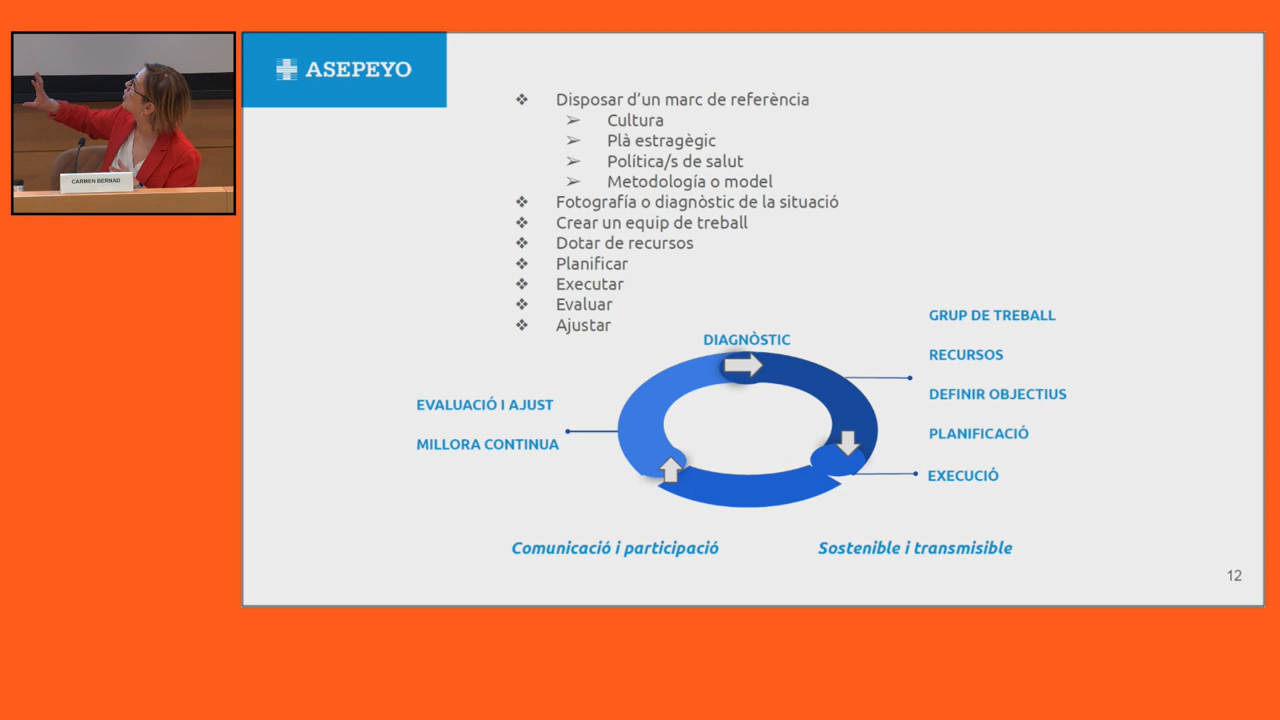 ASEPEYO
CARMEN BERNAD
❖ Disposar d'un marc de referència
➢ Cultura
➢ Plà estragègic
➢ Política/s de salut
➢ Metodología o model
❖ Fotografía o diagnòstic de la situació
❖ Crear un equip de treball
❖ Dotar de recursos
❖ Planificar
❖ Executar
❖ Evaluar
❖ Ajustar
DIAGNÒSTIC
GRUP DE TREBALL
RECURSOS
DEFINIR OBJECTIUS
PLANIFICACIÓ
EXECUCIÓ
EVALUACIÓ I AJUST
MILLORA CONTINUA
Comunicació i participació
Sostenible i transmisible
12